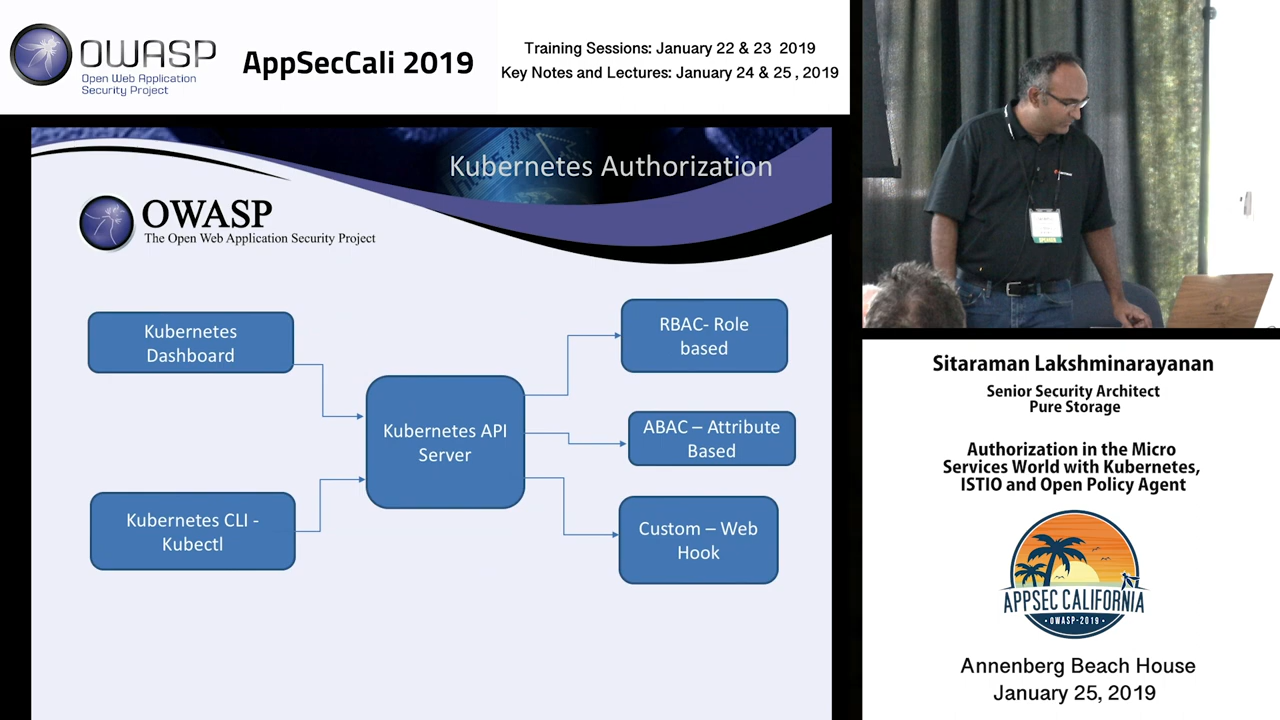 OWASP
Open Web Application
Security Project
AppSecCali 2019
Training Sessions: January 22 & 23 2019
Key Notes and Lectures: January 24 & 25 , 2019
Kubernetes Authorization
OWASP
The Open Web Application Security Project
Kubernetes
Dashboard
Kubernetes CLI -
Kubectl
Kubernetes API
Server
RBAC- Role
based
ABAC – Attribute
Based
Custom – Web
Hook
Sitaraman Lakshminarayanan
Senior Security Architect
Pure Storage
Authorization in the Micro
Services World with Kubernetes,
ISTIO and Open Policy Agent
APPSEC CALIFORNIA
OWASP-2019
Annenberg Beach House
January 25, 2019